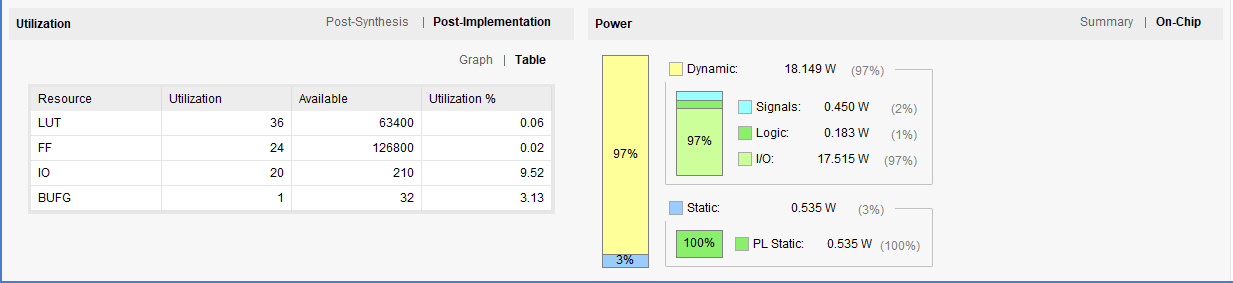 Utilization Post-Synthesis | Post-Implementation
Graph | Table
Resource Utilization Available Utilization %
LUT 36 63400 0.06
FF 24 126800 0.02
IO 20 210 9.52
BUFG 1 32 3.13
Power Summary | On-Chip
97%
3%
Dynamic: 18.149 W (97%)
97%
Signals: 0.450 W (2%)
Logic: 0.183 W (1%)
I/O: 17.515 W (97%)
Static: 0.535 W (3%)
100% PL Static: 0.535 W (100%)